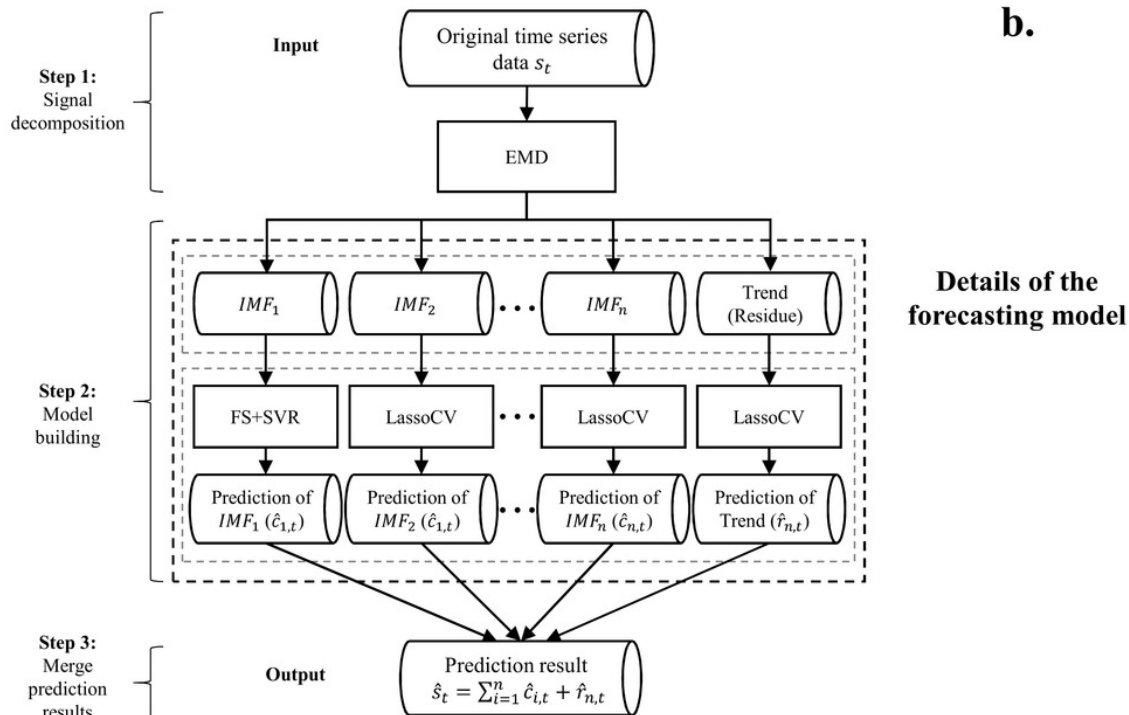 b.
Input
Original time series
data s_t
Step 1:
Signal
decomposition
EMD
IMF_1
IMF_2
• • •
IMF_n
Trend
(Residue)
Details of the
forecasting model
Step 2:
Model
building
FS+SVR
LassoCV
• • •
LassoCV
LassoCV
Prediction of
IMF_1 (ĉ_{1,t})
Prediction of
IMF_2 (ĉ_{1,t})
• • •
Prediction of
IMF_n (ĉ_{n,t})
Prediction of
Trend (r̂_{n,t})
Step 3:
Merge
prediction
results
Output
Prediction result
ŝ_t = ∑_{i=1}^{n} ĉ_{i,t} + r̂_{n,t}